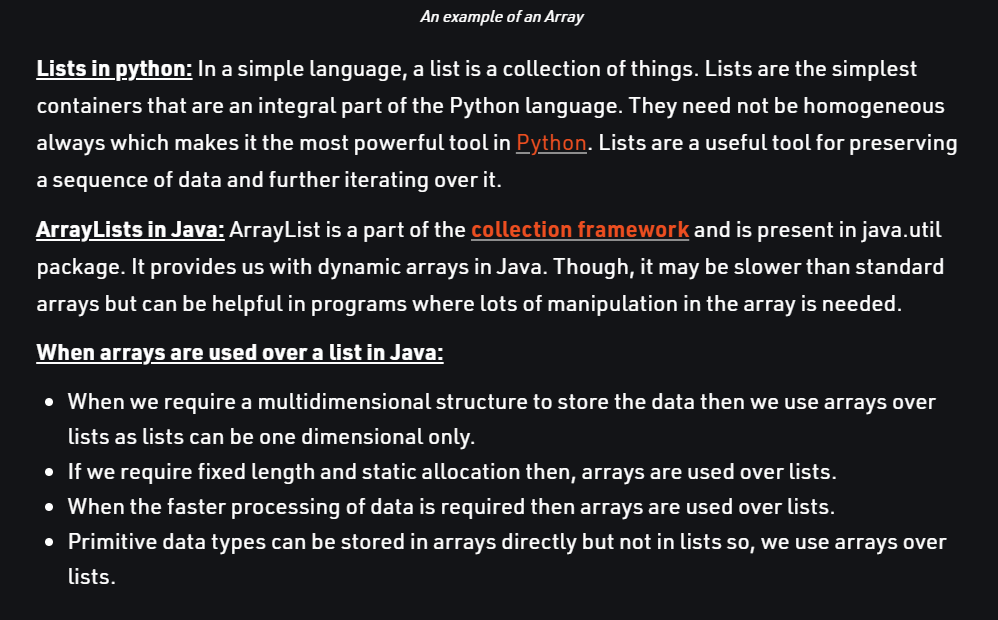 An example of an Array
Lists in python: In a simple language, a list is a collection of things. Lists are the simplest
containers that are an integral part of the Python language. They need not be homogeneous
always which makes it the most powerful tool in Python. Lists are a useful tool for preserving
a sequence of data and further iterating over it.
ArrayLists in Java: ArrayList is a part of the collection framework and is present in java.util
package. It provides us with dynamic arrays in Java. Though, it may be slower than standard
arrays but can be helpful in programs where lots of manipulation in the array is needed.
When arrays are used over a list in Java:
• When we require a multidimensional structure to store the data then we use arrays over
lists as lists can be one dimensional only.
• If we require fixed length and static allocation then, arrays are used over lists.
• When the faster processing of data is required then arrays are used over lists.
• Primitive data types can be stored in arrays directly but not in lists so, we use arrays over
lists.